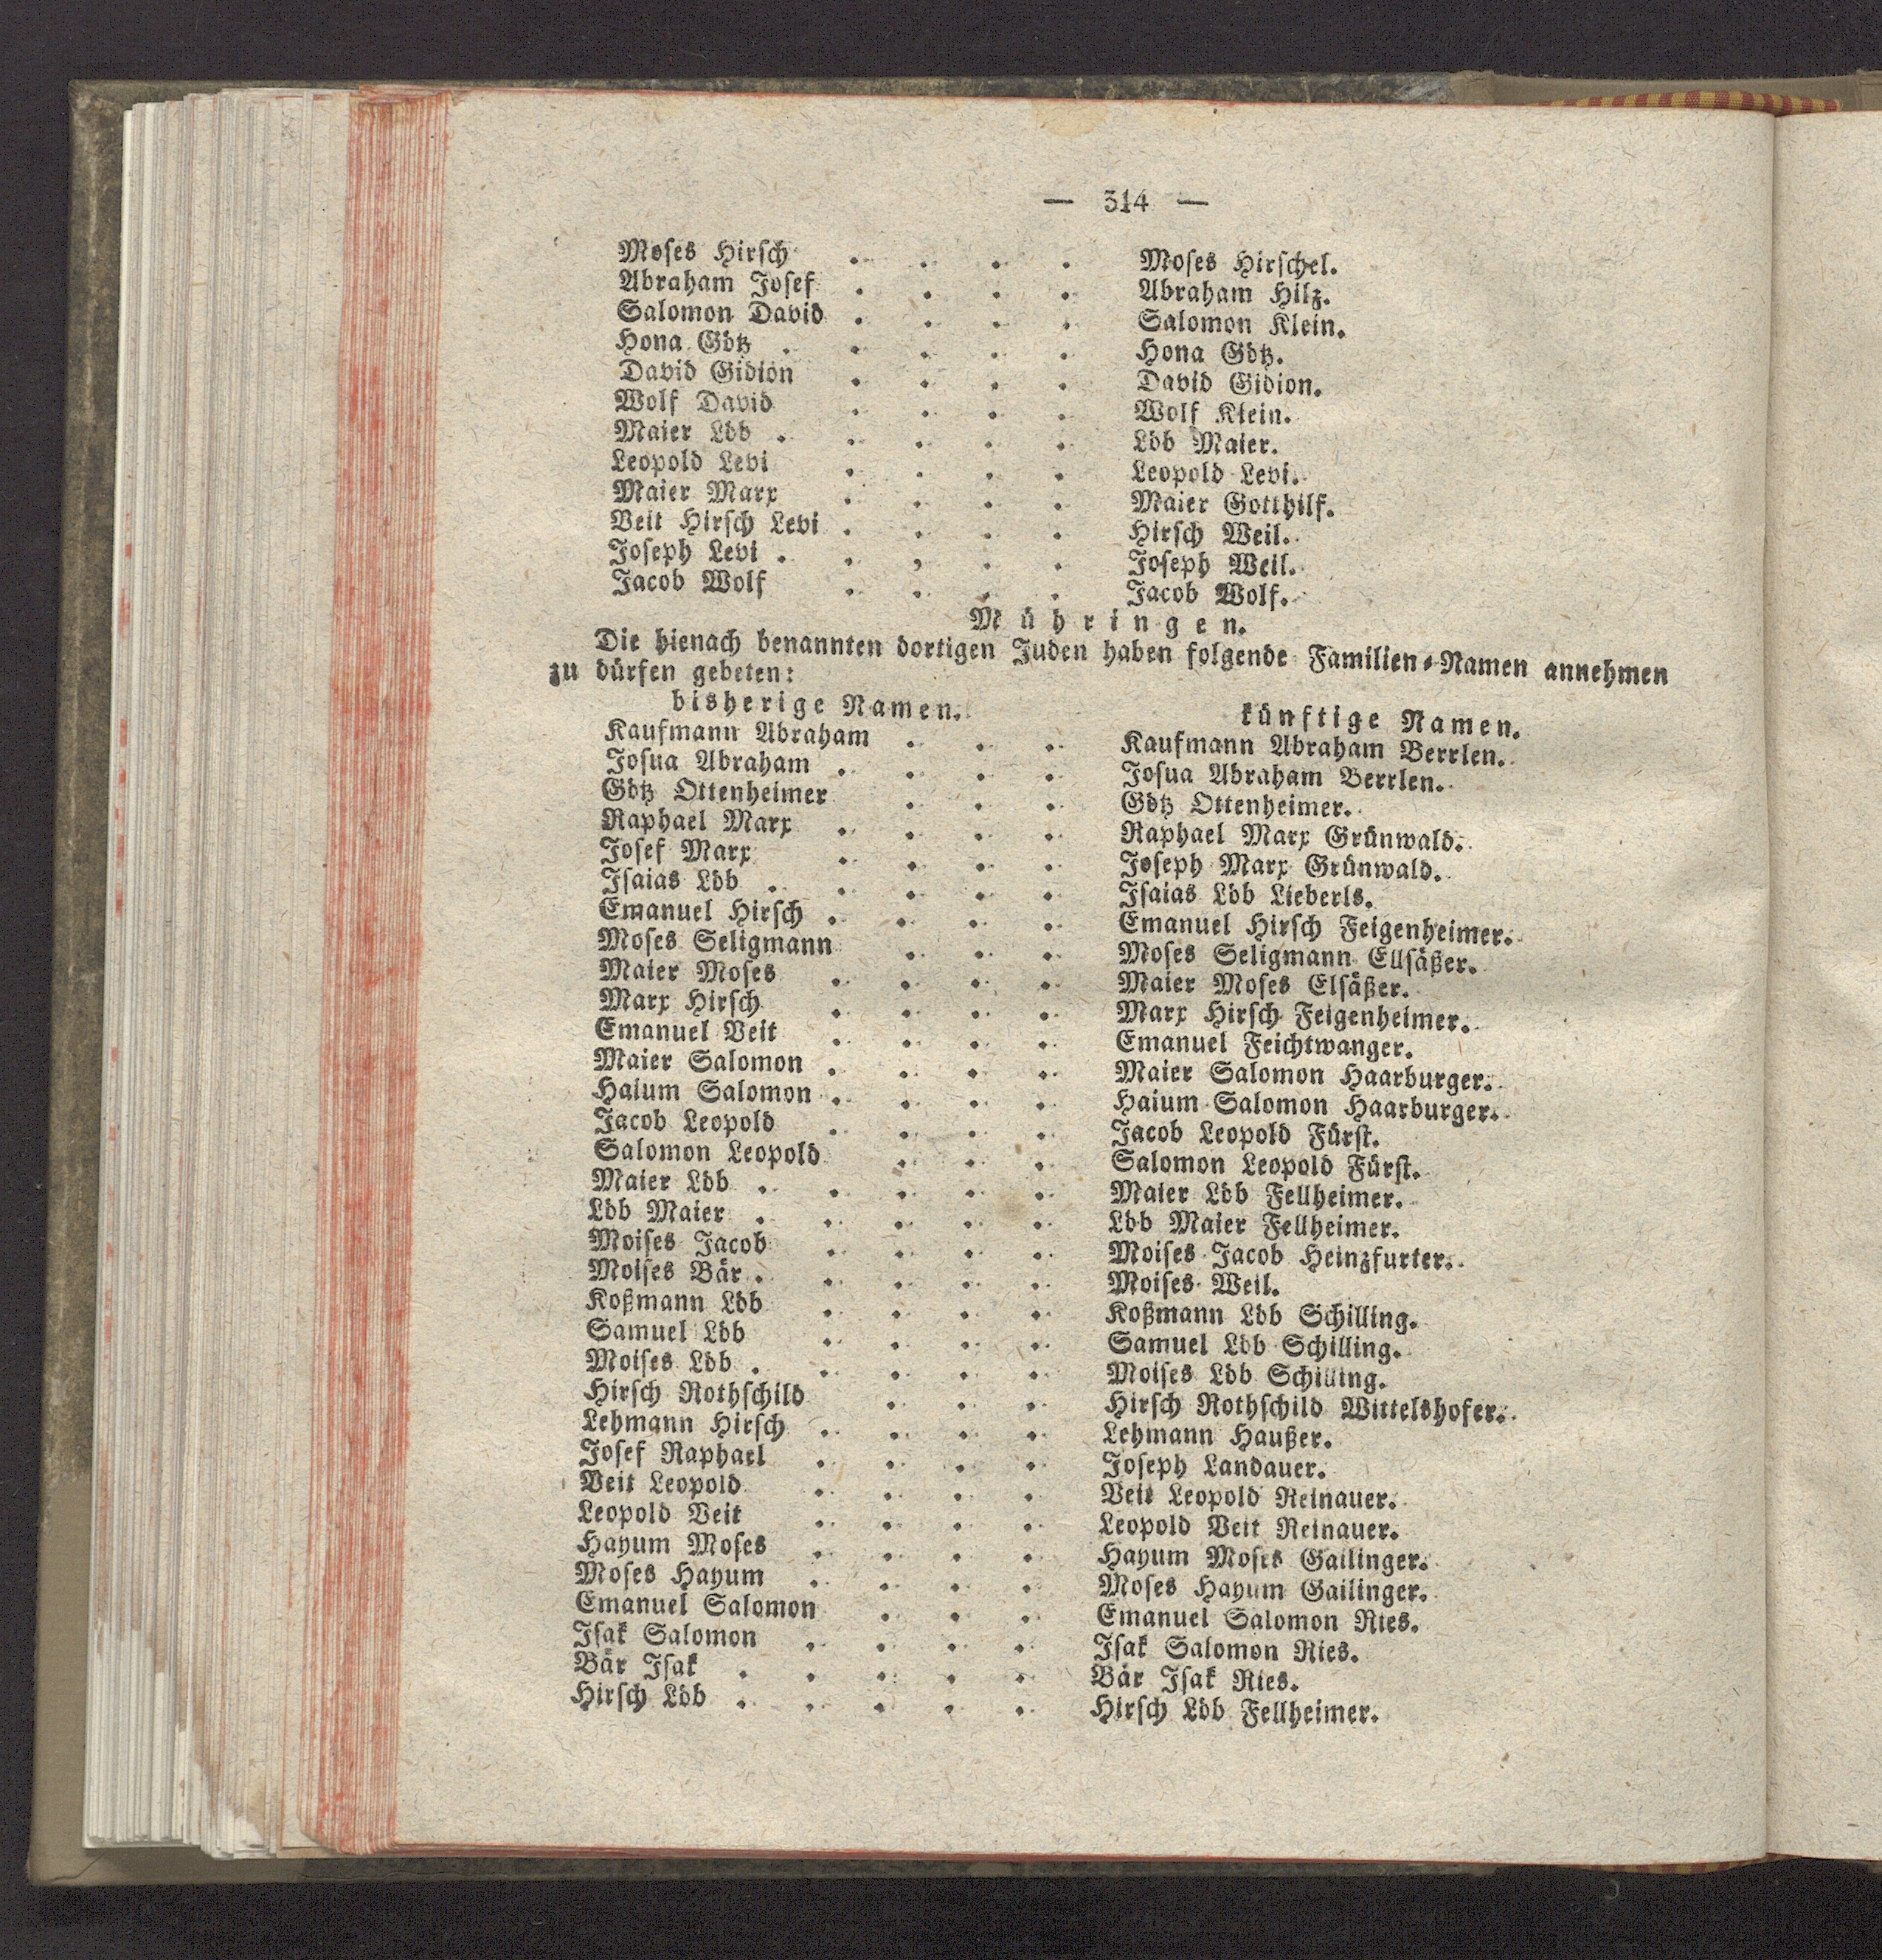 — 314 —
Moses Hirsch . . . . Moses Hirschel.
Abraham Josef . . . . Abraham Hilz.
Salomon David . . . . Salomon Klein.
Hona Götz . . . . . Hona Götz.
David Gidion . . . . David Gidion.
Wolf David . . . . Wolf Klein.
Maier Löb . . . . . Löb Maier.
Leopold Levi . . . . Leopold Levi.
Maier Marx . . . . Maier Gotthilf.
Veit Hirsch Levi . . . . Hirsch Weil.
Joseph Levi . . . . . Joseph Weil.
Jacob Wolf . . . . Jacob Wolf.
Mühringen.
Die hienach benannten dortigen Juden haben folgende Familien-Namen annehmen
zu dürfen gebeten:
bisherige Namen. künftige Namen.
Kaufmann Abraham . . . Kaufmann Abraham Berrlen.
Josua Abraham . . . . Josua Abraham Berrlen.
Götz Ottenheimer . . . Götz Ottenheimer.
Raphael Marx . . . . Raphael Marx Grünwald.
Josef Marx . . . . Joseph Marx Grünwald.
Isaias Löb . . . . . Isaias Löb Lieberls.
Emanuel Hirsch . . . . Emanuel Hirsch Feigenheimer.
Moses Seligmann . . . Moses Seligmann Ellsäßer.
Maier Moses . . . . Maier Moses Elsäßer.
Marx Hirsch . . . . Marx Hirsch Feigenheimer.
Emanuel Veit . . . . Emanuel Feichtwanger.
Maier Salomon . . . . Maier Salomon Haarburger.
Haium Salomon . . . . Haium Salomon Haarburger.
Jacob Leopold . . . . Jacob Leopold Fürst.
Salomon Leopold . . . Salomon Leopold Fürst.
Maier Löb . . . . . Maier Löb Fellheimer.
Löb Maier . . . . . Löb Maier Fellheimer.
Moises Jacob . . . . Moises Jacob Heinzfurter.
Moises Bär . . . . . Moises Weil.
Koßmann Löb . . . . Koßmann Löb Schilling.
Samuel Löb . . . . Samuel Löb Schilling.
Moises Löb . . . . . Moises Löb Schilling.
Hirsch Rothschild . . . Hirsch Rothschild Wittelshofer.
Lehmann Hirsch . . . . Lehmann Haußer.
Josef Raphael . . . . Joseph Landauer.
Veit Leopold . . . . Veit Leopold Reinauer.
Leopold Veit . . . . Leopold Veit Reinauer.
Hayum Moses . . . . Hayum Moses Gailinger.
Moses Hayum . . . . Moses Hayum Gailinger.
Emanuel Salomon . . . Emanuel Salomon Ries.
Isak Salomon . . . . Isak Salomon Ries.
Bär Isak . . . . . Bär Isak Ries.
Hirsch Löb . . . . . Hirsch Löb Fellheimer.